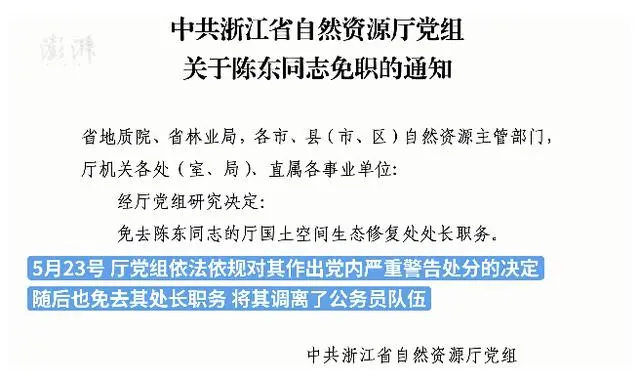 澎湃
中共浙江省自然资源厅党组
关于陈东同志免职的通知
省地质院、省林业局，各市、县（市、区）自然资源主管部门，
厅机关各处（室、局）、直属各事业单位：
经厅党组研究决定：
免去陈东同志的厅国土空间生态修复处处长职务。
5月23号 厅党组依法依规对其作出党内严重警告处分的决定
随后也免去其处长职务 将其调离了公务员队伍
中共浙江省自然资源厅党组